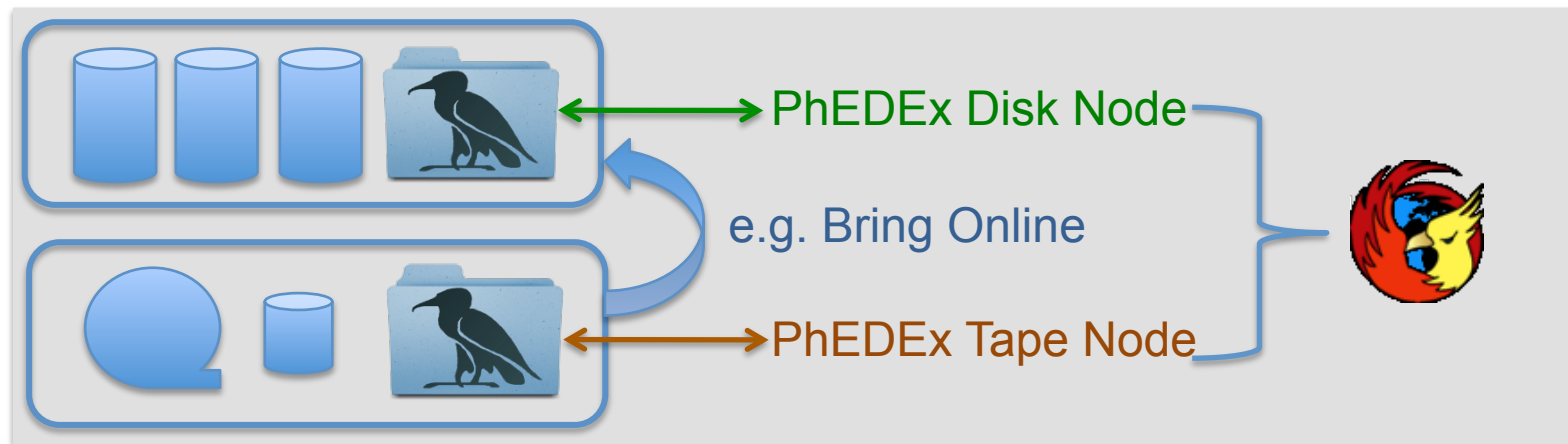 PhEDEx Disk Node
e.g. Bring Online
PhEDEx Tape Node